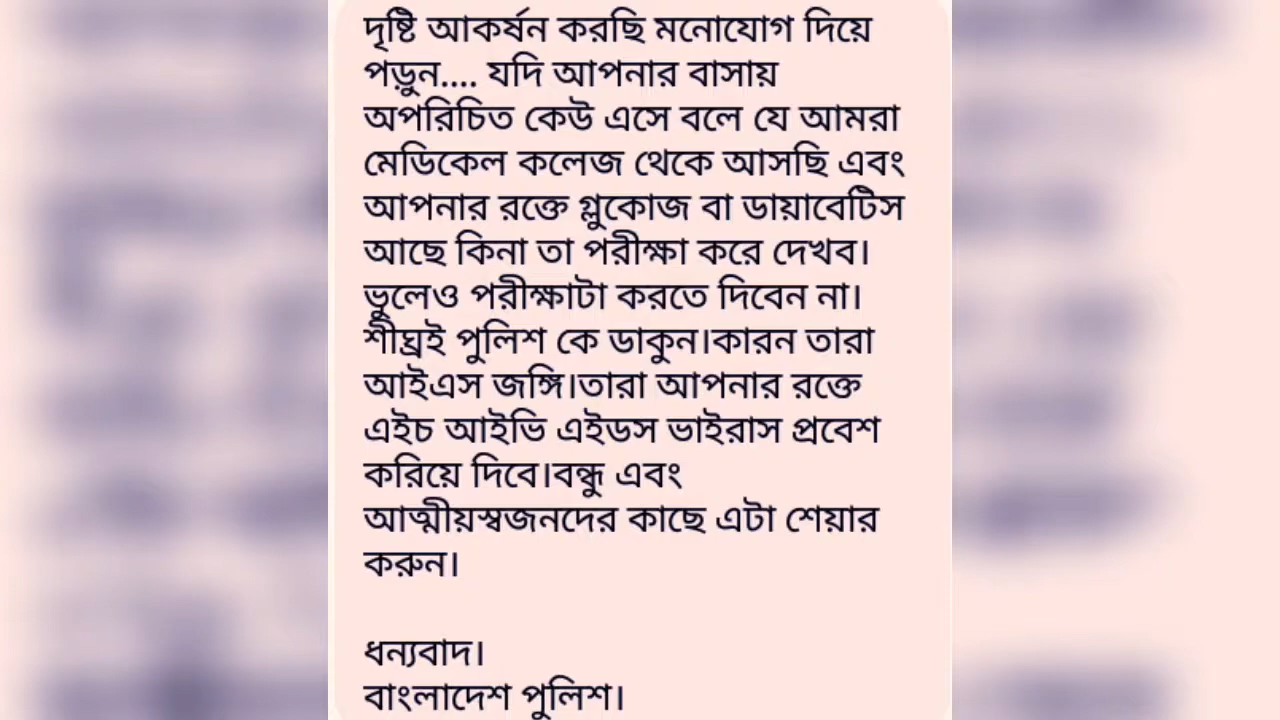 দৃষ্টি আকর্ষন করছি মনোযোগ দিয়ে
পড়ুন.... যদি আপনার বাসায়
অপরিচিত কেউ এসে বলে যে আমরা
মেডিকেল কলেজ থেকে আসছি এবং
আপনার রক্তে গ্লুকোজ বা ডায়াবেটিস
আছে কিনা তা পরীক্ষা করে দেখব।
ভুলেও পরীক্ষাটা করতে দিবেন না।
শীঘ্রই পুলিশ কে ডাকুন।কারন তারা
আইএস জঙ্গি।তারা আপনার রক্তে
এইচ আইভি এইডস ভাইরাস প্রবেশ
করিয়ে দিবে।বন্ধু এবং
আত্মীয়স্বজনদের কাছে এটা শেয়ার
করুন।
ধন্যবাদ।
বাংলাদেশ পুলিশ।